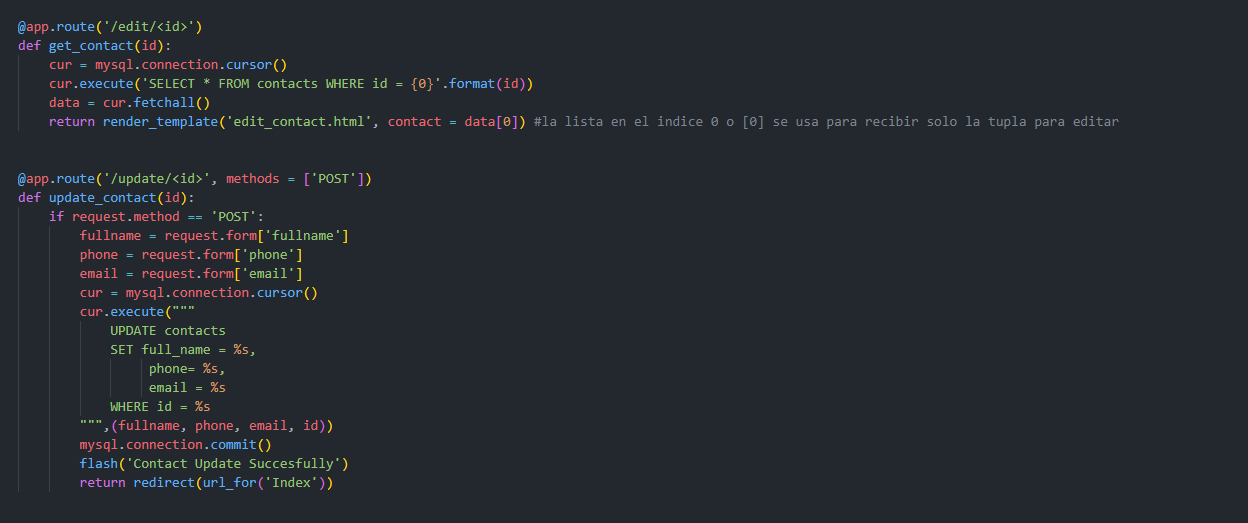 @app.route('/edit/<id>')
def get_contact(id):
    cur = mysql.connection.cursor()
    cur.execute('SELECT * FROM contacts WHERE id = {0}'.format(id))
    data = cur.fetchall()
    return render_template('edit_contact.html', contact = data[0]) #la lista en el indice 0 o [0] se usa para recibir solo la tupla para editar
@app.route('/update/<id>', methods = ['POST'])
def update_contact(id):
    if request.method == 'POST':
        fullname = request.form['fullname']
        phone = request.form['phone']
        email = request.form['email']
        cur = mysql.connection.cursor()
        cur.execute("""
            UPDATE contacts
            SET full_name = %s,
                 phone= %s,
                 email = %s
            WHERE id = %s
        """,(fullname, phone, email, id))
        mysql.connection.commit()
        flash('Contact Update Succesfully')
        return redirect(url_for('Index'))